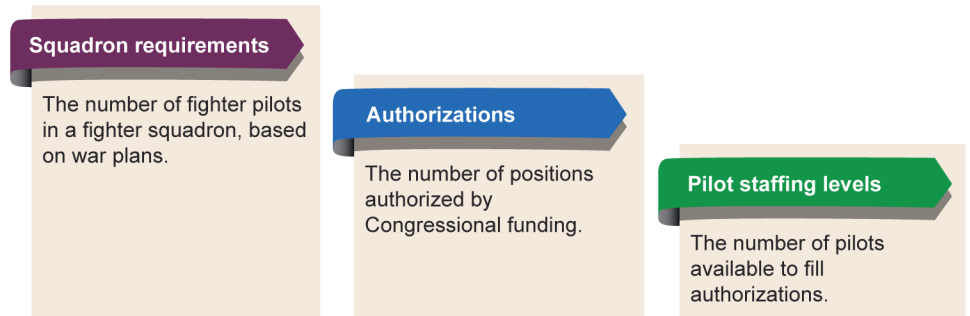 Squadron requirements
The number of fighter pilots
in a fighter squadron, based
on war plans.
Authorizations
The number of positions
authorized by
Congressional funding.
Pilot staffing levels
The number of pilots
available to fill
authorizations.